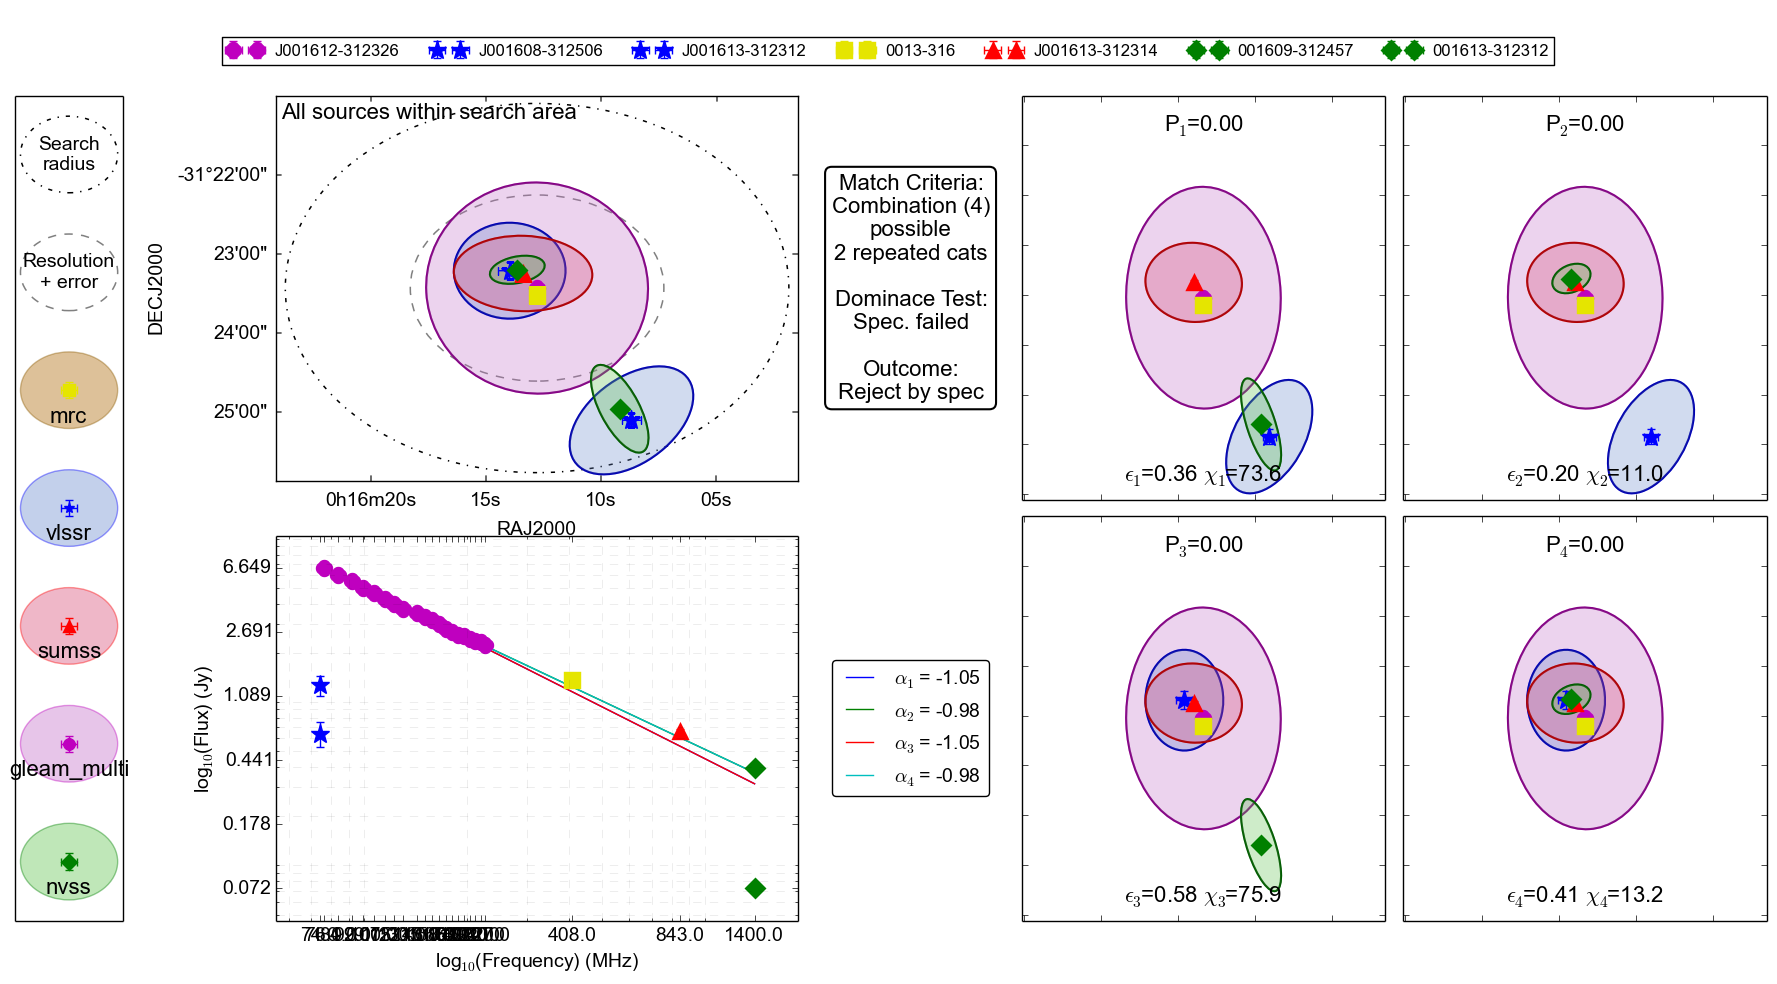 J001612-312326 J001608-312506 J001613-312312 0013-316 J001613-312314 001609-312457 001613-312312
Search
radius
Resolution
+ error
mrc
vlssr
sumss
gleam_multi
nvss
All sources within search area
DECJ2000
-31°22'00"
23'00"
24'00"
25'00"
0h16m20s 15s 10s 05s
RAJ2000
Match Criteria:
Combination (4)
possible
2 repeated cats
Dominace Test:
Spec. failed
Outcome:
Reject by spec
P1=0.00
ϵ1=0.36 χ1=73.6
P2=0.00
ϵ2=0.20 χ2=11.0
log10(Flux) (Jy)
6.649
2.691
1.089
0.441
0.178
0.072
408.0 843.0 1400.0
log10(Frequency) (MHz)
α1 = -1.05
α2 = -0.98
α3 = -1.05
α4 = -0.98
P3=0.00
ϵ3=0.58 χ3=75.9
P4=0.00
ϵ4=0.41 χ4=13.2